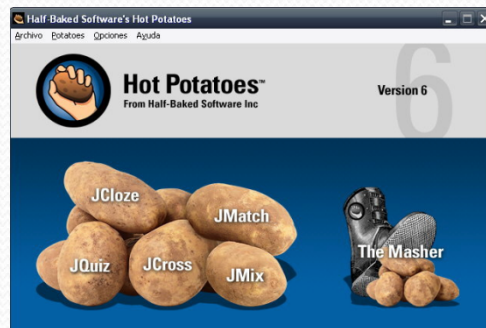 Half-Baked Software's Hot Potatoes
Archivo Potatoes Opciones Ayuda
Hot Potatoes™
From Half-Baked Software Inc
Version 6
6
JCloze
JMatch
JQuiz
JCross
JMix
The Masher